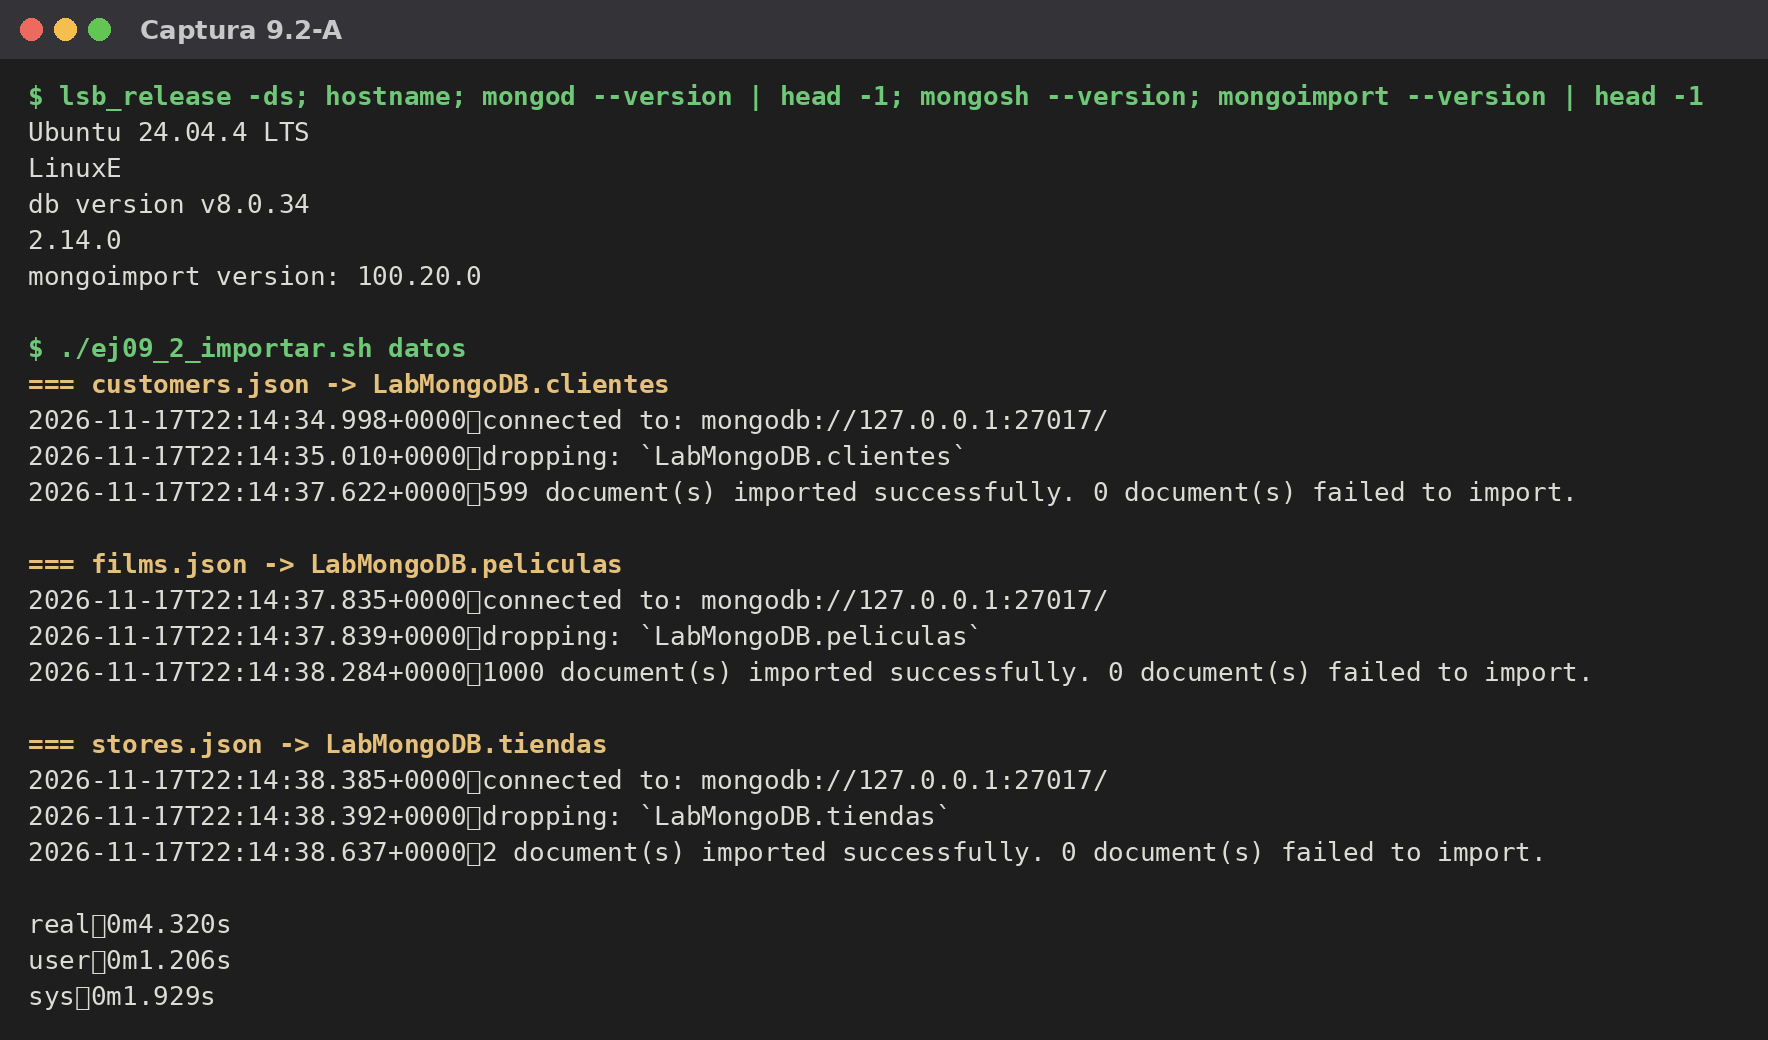 Captura 9.2-A
$ lsb_release -ds; hostname; mongod --version | head -1; mongosh --version; mongoimport --version | head -1
Ubuntu 24.04.4 LTS
LinuxE
db version v8.0.34
2.14.0
mongoimport version: 100.20.0
$ ./ej09_2_importar.sh datos
=== customers.json -> LabMongoDB.clientes
2026-11-17T22:14:34.998+0000▯connected to: mongodb://127.0.0.1:27017/
2026-11-17T22:14:35.010+0000▯dropping: `LabMongoDB.clientes`
2026-11-17T22:14:37.622+0000▯599 document(s) imported successfully. 0 document(s) failed to import.
=== films.json -> LabMongoDB.peliculas
2026-11-17T22:14:37.835+0000▯connected to: mongodb://127.0.0.1:27017/
2026-11-17T22:14:37.839+0000▯dropping: `LabMongoDB.peliculas`
2026-11-17T22:14:38.284+0000▯1000 document(s) imported successfully. 0 document(s) failed to import.
=== stores.json -> LabMongoDB.tiendas
2026-11-17T22:14:38.385+0000▯connected to: mongodb://127.0.0.1:27017/
2026-11-17T22:14:38.392+0000▯dropping: `LabMongoDB.tiendas`
2026-11-17T22:14:38.637+0000▯2 document(s) imported successfully. 0 document(s) failed to import.
real▯0m4.320s
user▯0m1.206s
sys▯0m1.929s